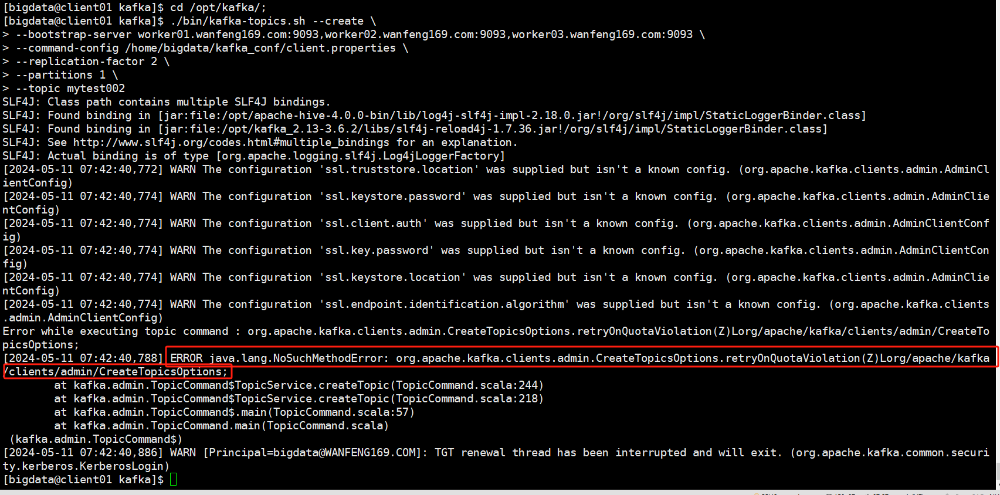 [bigdata@client01 kafka]$ cd /opt/kafka/;
[bigdata@client01 kafka]$ ./bin/kafka-topics.sh --create \
> --bootstrap-server worker01.wanfeng169.com:9093,worker02.wanfeng169.com:9093,worker03.wanfeng169.com:9093 \
> --command-config /home/bigdata/kafka_conf/client.properties \
> --replication-factor 2 \
> --partitions 1 \
> --topic mytest002
SLF4J: Class path contains multiple SLF4J bindings.
SLF4J: Found binding in [jar:file:/opt/apache-hive-4.0.0-bin/lib/log4j-slf4j-impl-2.18.0.jar!/org/slf4j/impl/StaticLoggerBinder.class]
SLF4J: Found binding in [jar:file:/opt/kafka_2.13-3.6.2/libs/slf4j-reload4j-1.7.36.jar!/org/slf4j/impl/StaticLoggerBinder.class]
SLF4J: See http://www.slf4j.org/codes.html#multiple_bindings for an explanation.
SLF4J: Actual binding is of type [org.apache.logging.slf4j.Log4jLoggerFactory]
[2024-05-11 07:42:40,772] WARN The configuration 'ssl.truststore.location' was supplied but isn't a known config. (org.apache.kafka.clients.admin.AdminCl
ientConfig)
[2024-05-11 07:42:40,774] WARN The configuration 'ssl.keystore.password' was supplied but isn't a known config. (org.apache.kafka.clients.admin.AdminClie
ntConfig)
[2024-05-11 07:42:40,774] WARN The configuration 'ssl.client.auth' was supplied but isn't a known config. (org.apache.kafka.clients.admin.AdminClientConf
ig)
[2024-05-11 07:42:40,774] WARN The configuration 'ssl.key.password' was supplied but isn't a known config. (org.apache.kafka.clients.admin.AdminClientCon
fig)
[2024-05-11 07:42:40,774] WARN The configuration 'ssl.keystore.location' was supplied but isn't a known config. (org.apache.kafka.clients.admin.AdminClie
ntConfig)
[2024-05-11 07:42:40,774] WARN The configuration 'ssl.endpoint.identification.algorithm' was supplied but isn't a known config. (org.apache.kafka.clients
.admin.AdminClientConfig)
Error while executing topic command : org.apache.kafka.clients.admin.CreateTopicsOptions.retryOnQuotaViolation(Z)Lorg/apache/kafka/clients/admin/CreateTo
picsOptions;
[2024-05-11 07:42:40,788] ERROR java.lang.NoSuchMethodError: org.apache.kafka.clients.admin.CreateTopicsOptions.retryOnQuotaViolation(Z)Lorg/apache/kafka
/clients/admin/CreateTopicsOptions;
at kafka.admin.TopicCommand$TopicService.createTopic(TopicCommand.scala:244)
at kafka.admin.TopicCommand$TopicService.createTopic(TopicCommand.scala:218)
at kafka.admin.TopicCommand$.main(TopicCommand.scala:57)
at kafka.admin.TopicCommand.main(TopicCommand.scala)
(kafka.admin.TopicCommand$)
[2024-05-11 07:42:40,886] WARN [Principal=bigdata@WANFENG169.COM]: TGT renewal thread has been interrupted and will exit. (org.apache.kafka.common.securi
ty.kerberos.KerberosLogin)
[bigdata@client01 kafka]$